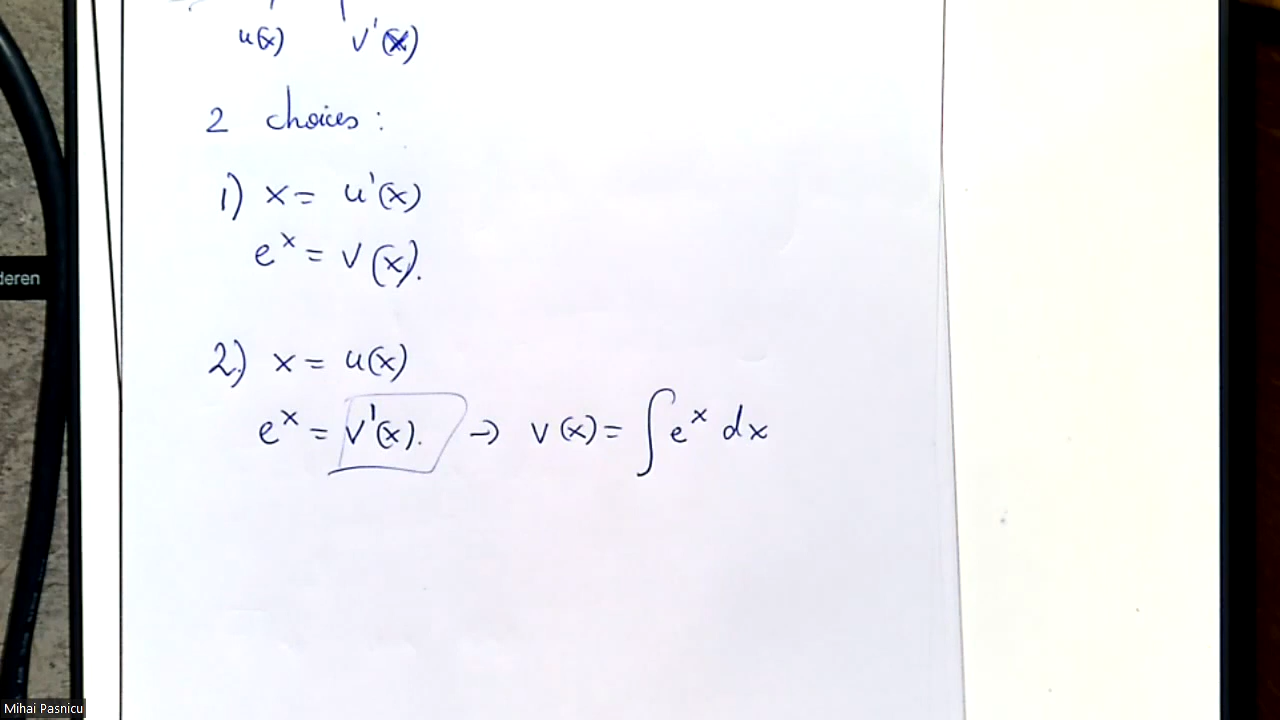 u(x) v'(x)
2 choices :
1) x = u'(x)
e^x = v(x).
2.) x = u(x)
e^x = v'(x). → v(x) = ∫ e^x dx
deren
Mihai Pasnicu